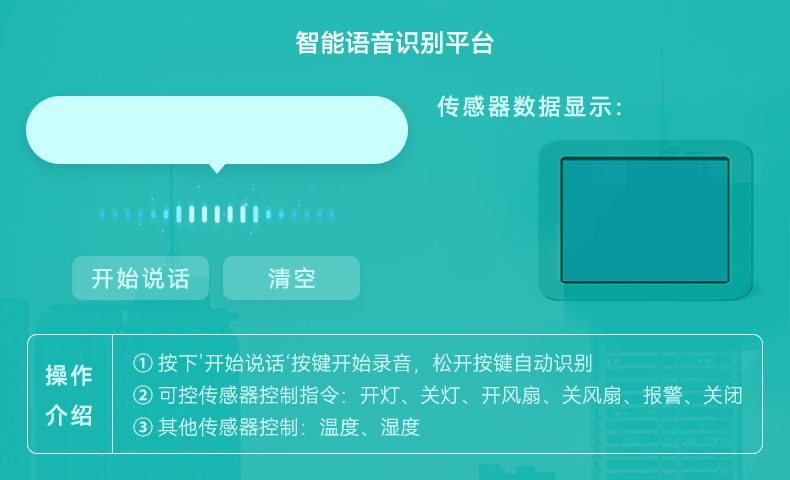 智能语音识别平台
传感器数据显示：
开始说话
清空
操作
介绍
① 按下’开始说话‘按键开始录音，松开按键自动识别
② 可控传感器控制指令：开灯、关灯、开风扇、关风扇、报警、关闭
③ 其他传感器控制：温度、湿度